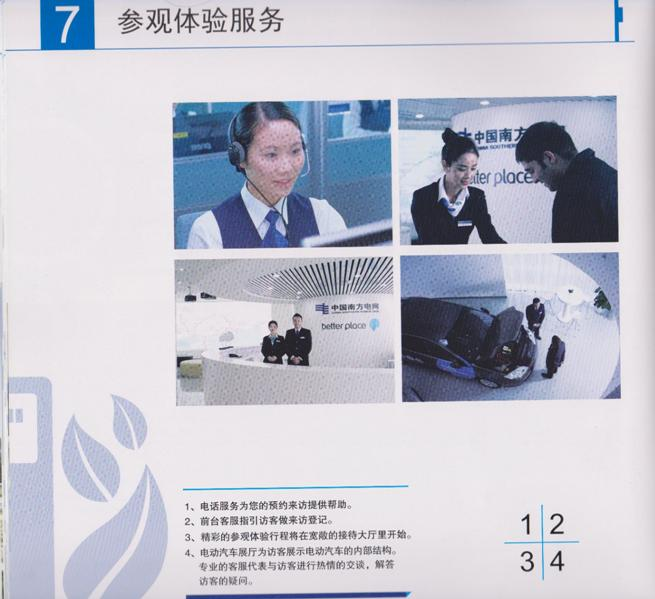 7 参观体验服务
中国南方
CHINA SOUTHERN
better place
中国南方电网
better place
1、电话服务为您的预约来访提供帮助。
2、前台客服指引访客做来访登记。
3、精彩的参观体验行程将在宽敞的接待大厅里开始。
4、电动汽车展厅为访客展示电动汽车的内部结构。
专业的客服代表与访客进行热情的交谈，解答
访客的疑问。
1 2
3 4